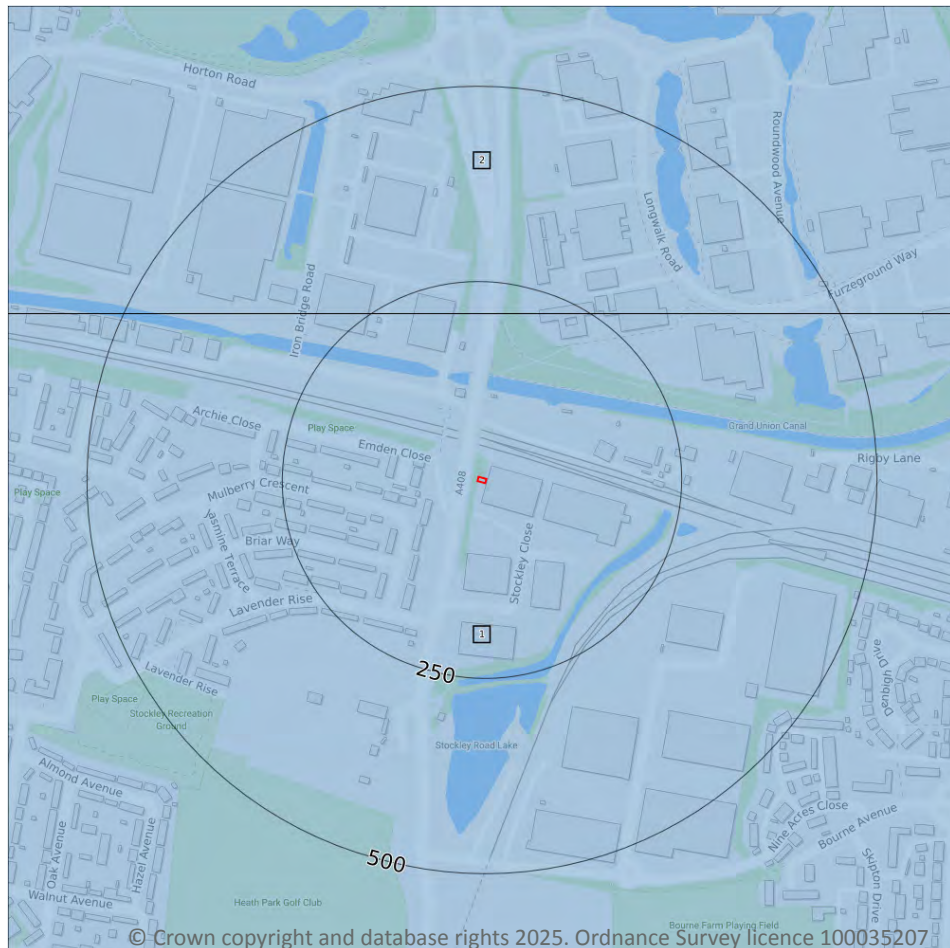 Horton Road
2
Roundwood Avenue
Longwalk Road
Furzeground Way
Iron Bridge Road
Archie Close
Play Space
Emden Close
Grand Union Canal
Rigby Lane
A408
Play Space
Mulberry Crescent
Jasmine Terrace
Briar Way
Stockley Close
Lavender Rise
1
250
Lavender Rise
Denbigh Drive
Play Space
Stockley Recreation
Ground
Stockley Road Lake
Almond Avenue
Nine Acres Close
Bourne Avenue
Oak Avenue
Hazel Avenue
500
Skipton Drive
Walnut Avenue
Heath Park Golf Club
Bourne Farm Playing Field
© Crown copyright and database rights 2025. Ordnance Survey licence 100035207